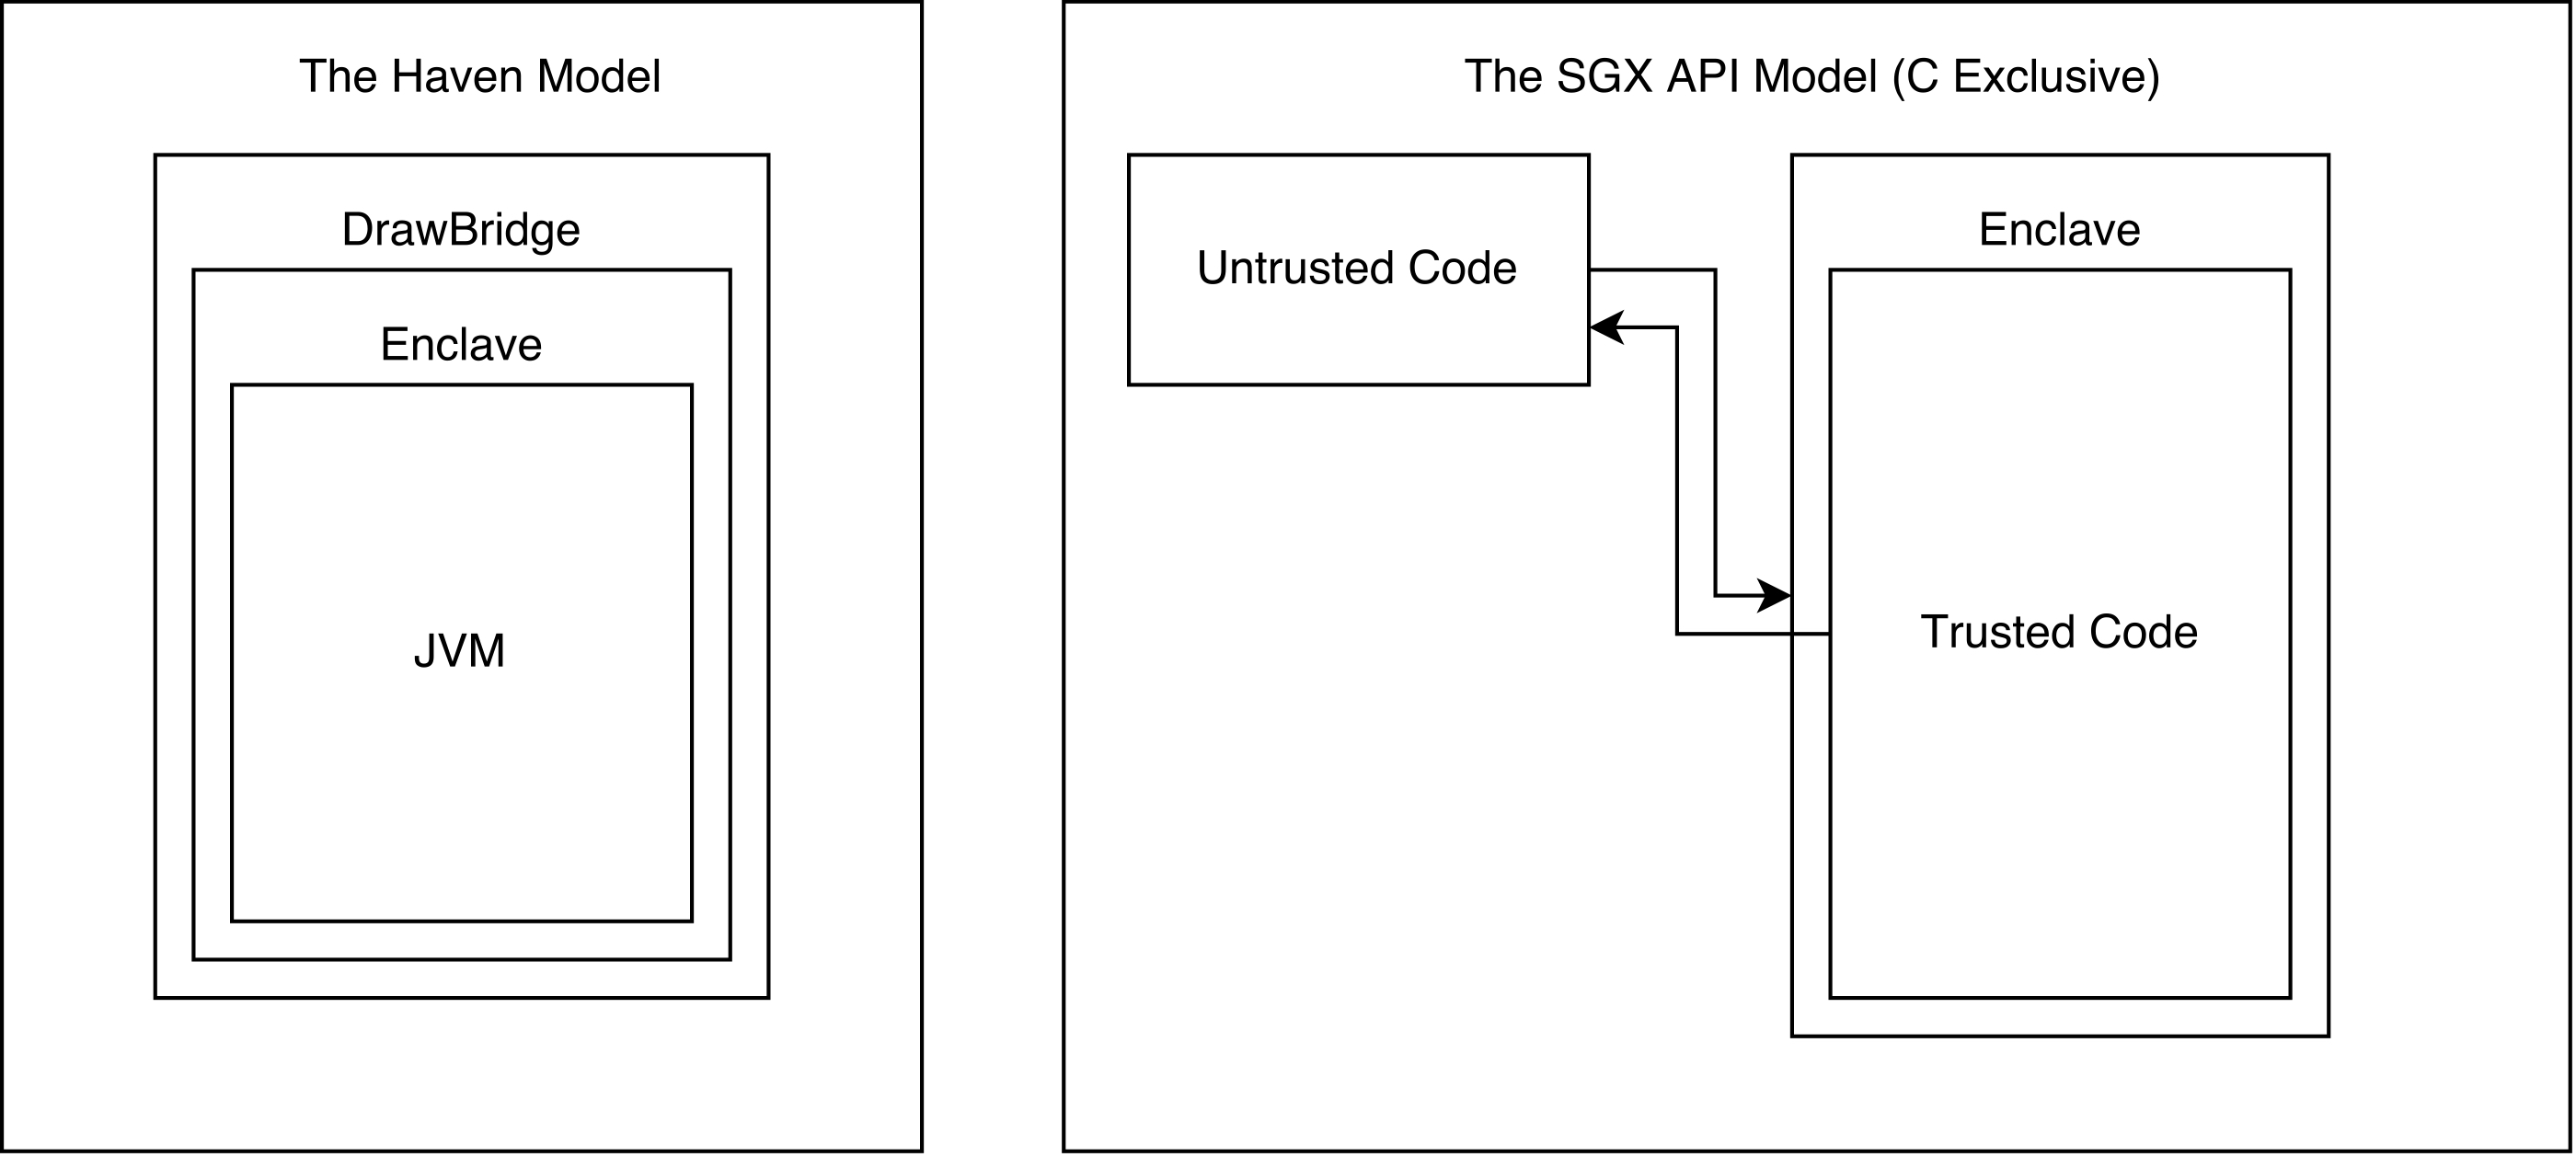 The Haven Model
DrawBridge
Enclave
JVM
The SGX API Model (C Exclusive)
Untrusted Code
Enclave
Trusted Code